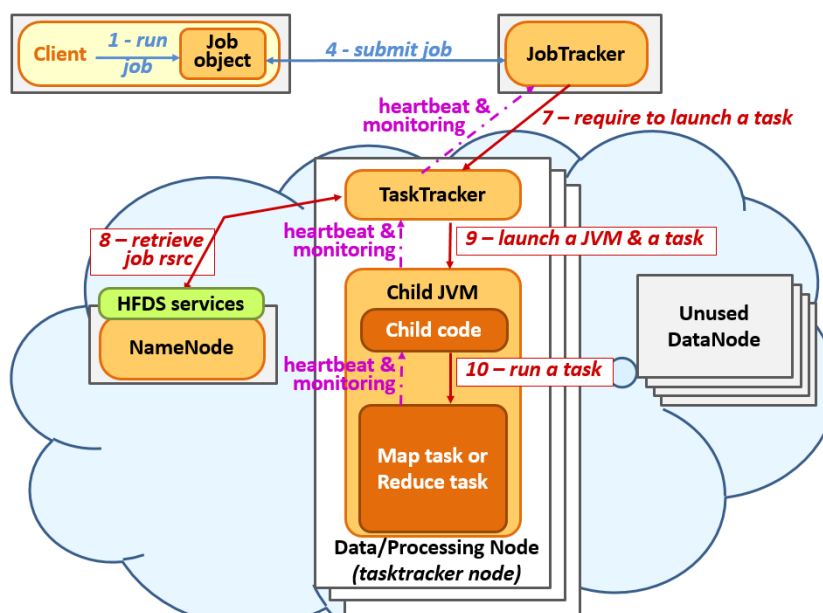 Client
1 - run
job
Job
object
4 - submit job
JobTracker
heartbeat &
monitoring
7 – require to launch a task
TaskTracker
8 – retrieve
job rsrc
heartbeat &
monitoring
9 – launch a JVM & a task
HFDS services
NameNode
Child JVM
Child code
Unused
DataNode
heartbeat &
monitoring
10 – run a task
Map task or
Reduce task
Data/Processing Node
(tasktracker node)